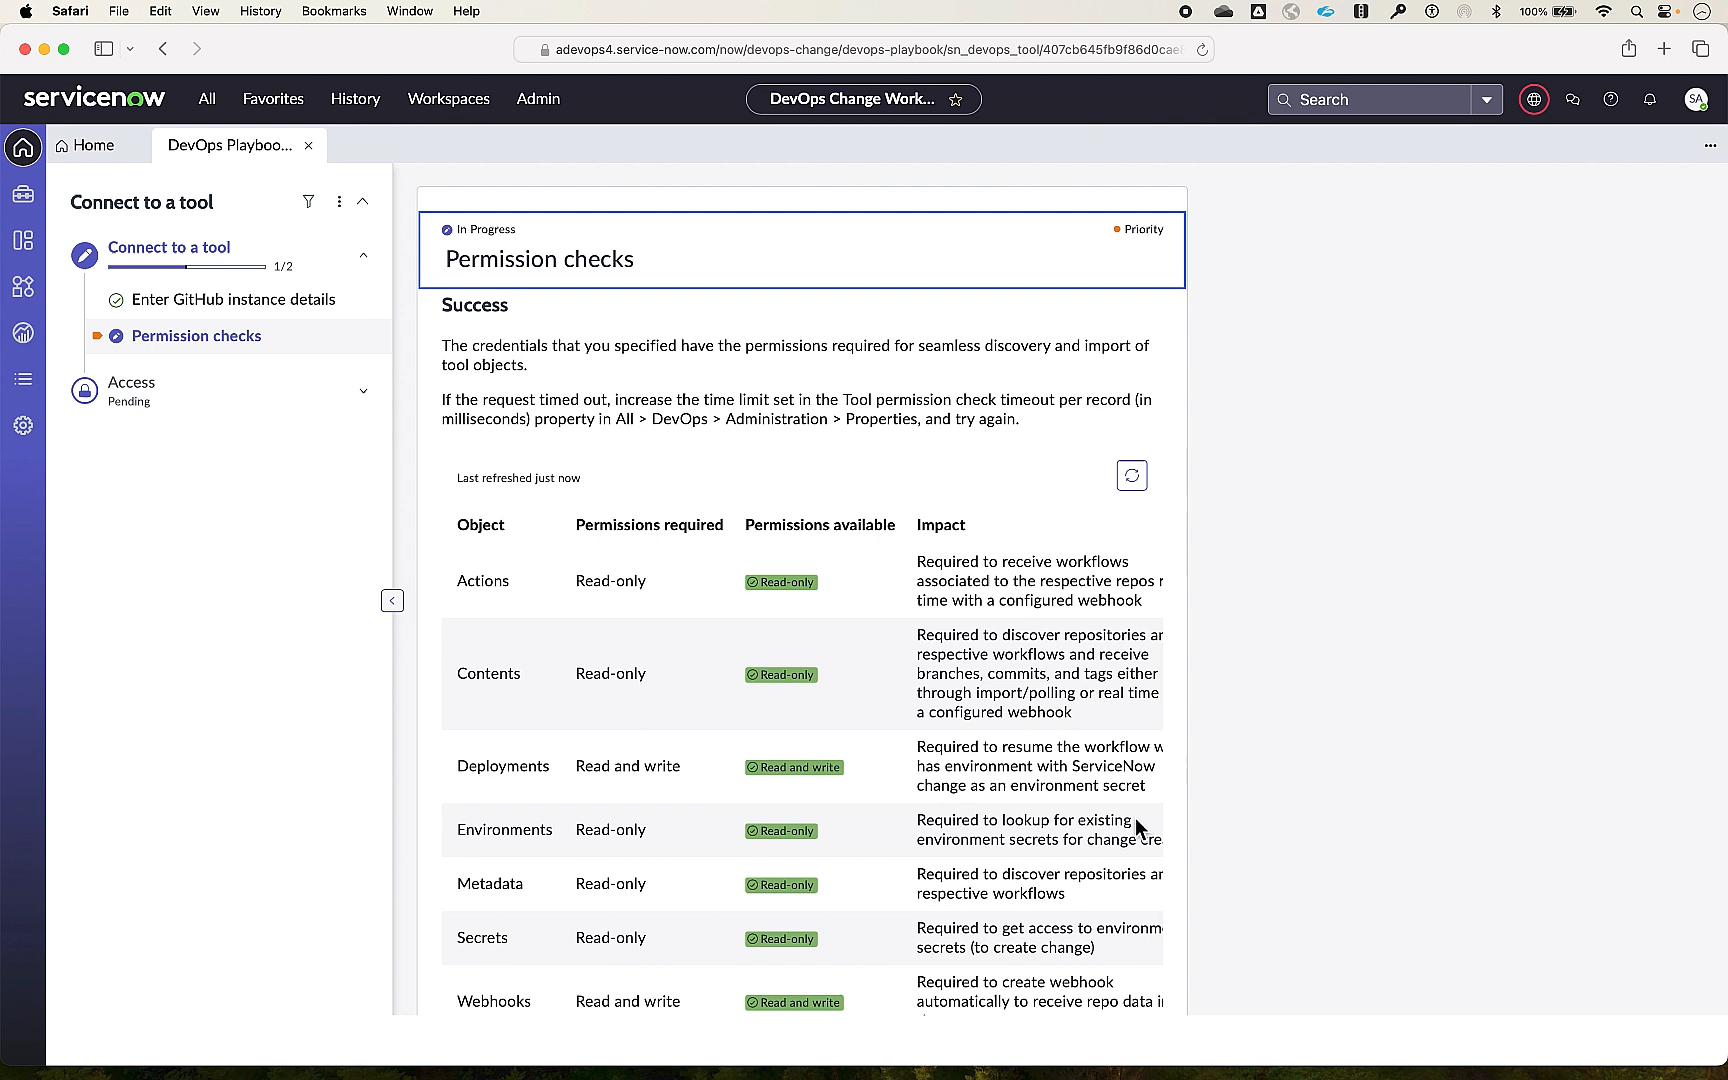 Safari File Edit View History Bookmarks Window Help 100%
adevops4.service-now.com/now/devops-change/devops-playbook/sn_devops_tool/407cb645fb9f86d0cae
servicenow All Favorites History Workspaces Admin DevOps Change Work... Search SA
Home DevOps Playboo...
Connect to a tool
Connect to a tool
1/2
Enter GitHub instance details
Permission checks
Access
Pending
In Progress Priority
Permission checks
Success
The credentials that you specified have the permissions required for seamless discovery and import of
tool objects.
If the request timed out, increase the time limit set in the Tool permission check timeout per record (in
milliseconds) property in All > DevOps > Administration > Properties, and try again.
Last refreshed just now
Object Permissions required Permissions available Impact
Actions Read-only Read-only
Required to receive workflows
associated to the respective repos r
time with a configured webhook
Contents Read-only Read-only
Required to discover repositories ar
respective workflows and receive
branches, commits, and tags either
through import/polling or real time
a configured webhook
Deployments Read and write Read and write
Required to resume the workflow w
has environment with ServiceNow
change as an environment secret
Environments Read-only Read-only
Required to lookup for existing
environment secrets for change cre
Metadata Read-only Read-only
Required to discover repositories ar
respective workflows
Secrets Read-only Read-only
Required to get access to environm
secrets (to create change)
Webhooks Read and write Read and write
Required to create webhook
automatically to receive repo data i